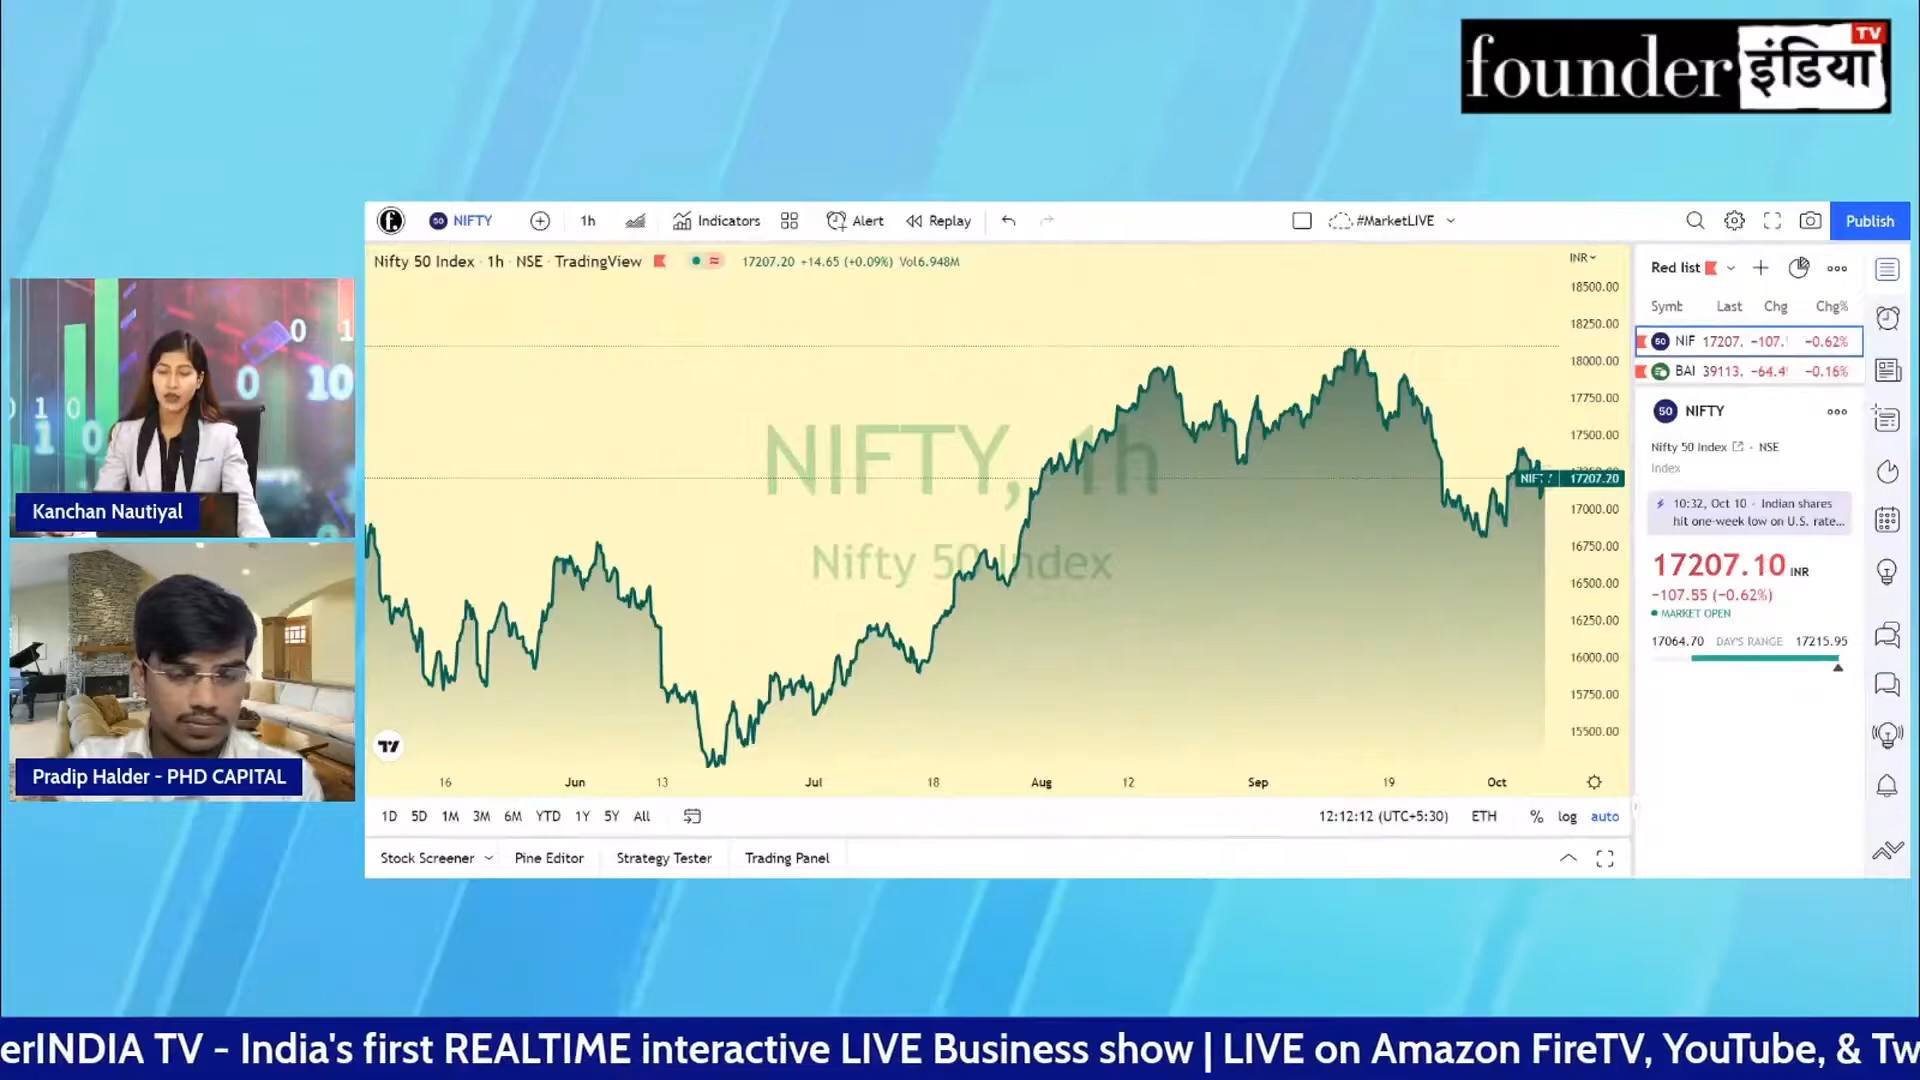 founder इंडिया TV
NIFTY 1h Indicators Alert Replay #MarketLIVE Publish
Nifty 50 Index · 1h · NSE · TradingView 17207.20 +14.65 (+0.09%) Vol6.948M INR
NIFTY, 1h
Nifty 50 Index
18500.00
18250.00
18000.00
17750.00
17500.00
17207.20
17000.00
16750.00
16500.00
16250.00
16000.00
15750.00
15500.00
16 Jun 13 Jul 18 Aug 12 Sep 19 Oct
1D 5D 1M 3M 6M YTD 1Y 5Y All 12:12:12 (UTC+5:30) ETH % log auto
Stock Screener Pine Editor Strategy Tester Trading Panel
Red list
Symt Last Chg Chg%
50 NIF 17207. −107. −0.62%
BAI 39113. −64.4 −0.16%
50 NIFTY
Nifty 50 Index · NSE
Index
10:32, Oct 10 · Indian shares
hit one-week low on U.S. rate...
17207.10 INR
−107.55 (−0.62%)
MARKET OPEN
17064.70 DAY'S RANGE 17215.95
Kanchan Nautiyal
Pradip Halder - PHD CAPITAL
erINDIA TV - India's first REALTIME interactive LIVE Business show | LIVE on Amazon FireTV, YouTube, & Tw